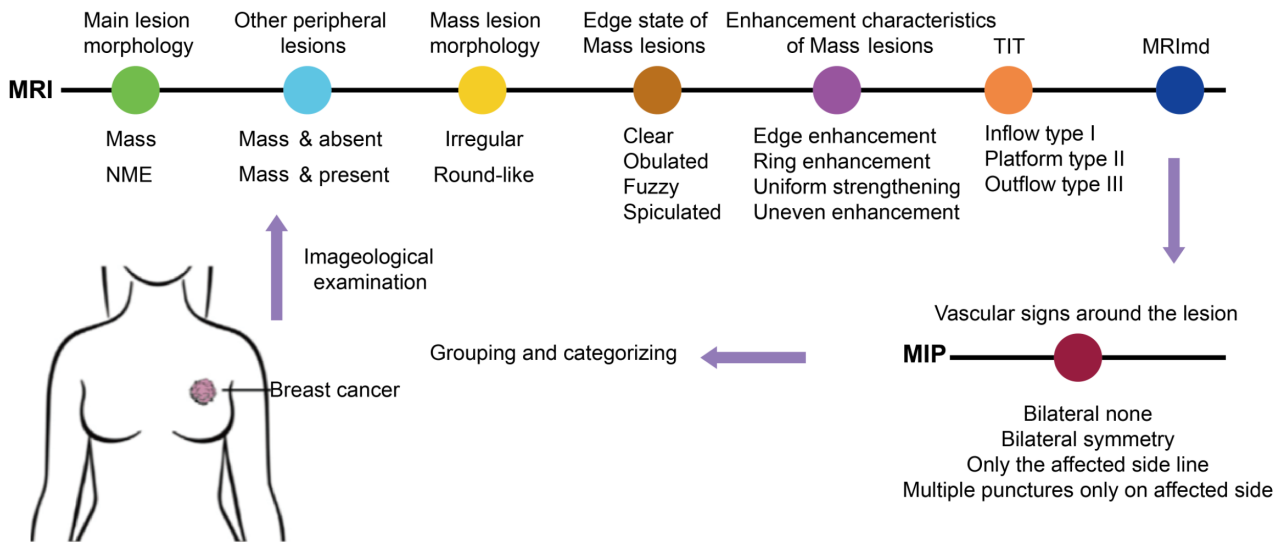 Main lesion morphology
Other peripheral lesions
Mass lesion morphology
Edge state of Mass lesions
Enhancement characteristics of Mass lesions
TIT
MRImd
MRI
Mass
NME
Mass & absent
Mass & present
Irregular
Round-like
Clear
Obulated
Fuzzy
Spiculated
Edge enhancement
Ring enhancement
Uniform strengthening
Uneven enhancement
Inflow type I
Platform type II
Outflow type III
Imageological
examination
Breast cancer
Grouping and categorizing
Vascular signs around the lesion
MIP
Bilateral none
Bilateral symmetry
Only the affected side line
Multiple punctures only on affected side